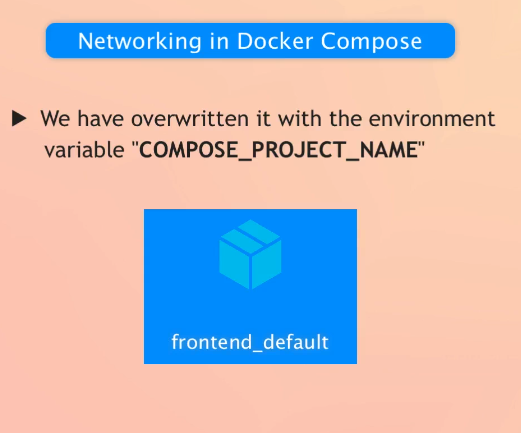 Networking in Docker Compose
▶ We have overwritten it with the environment
variable "COMPOSE_PROJECT_NAME"
frontend_default